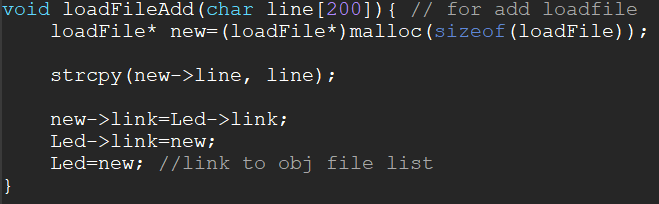 void loadFileAdd(char line[200]){ // for add loadfile
    loadFile* new=(loadFile*)malloc(sizeof(loadFile));
    strcpy(new->line, line);
    new->link=Led->link;
    Led->link=new;
    Led=new; //link to obj file list
}